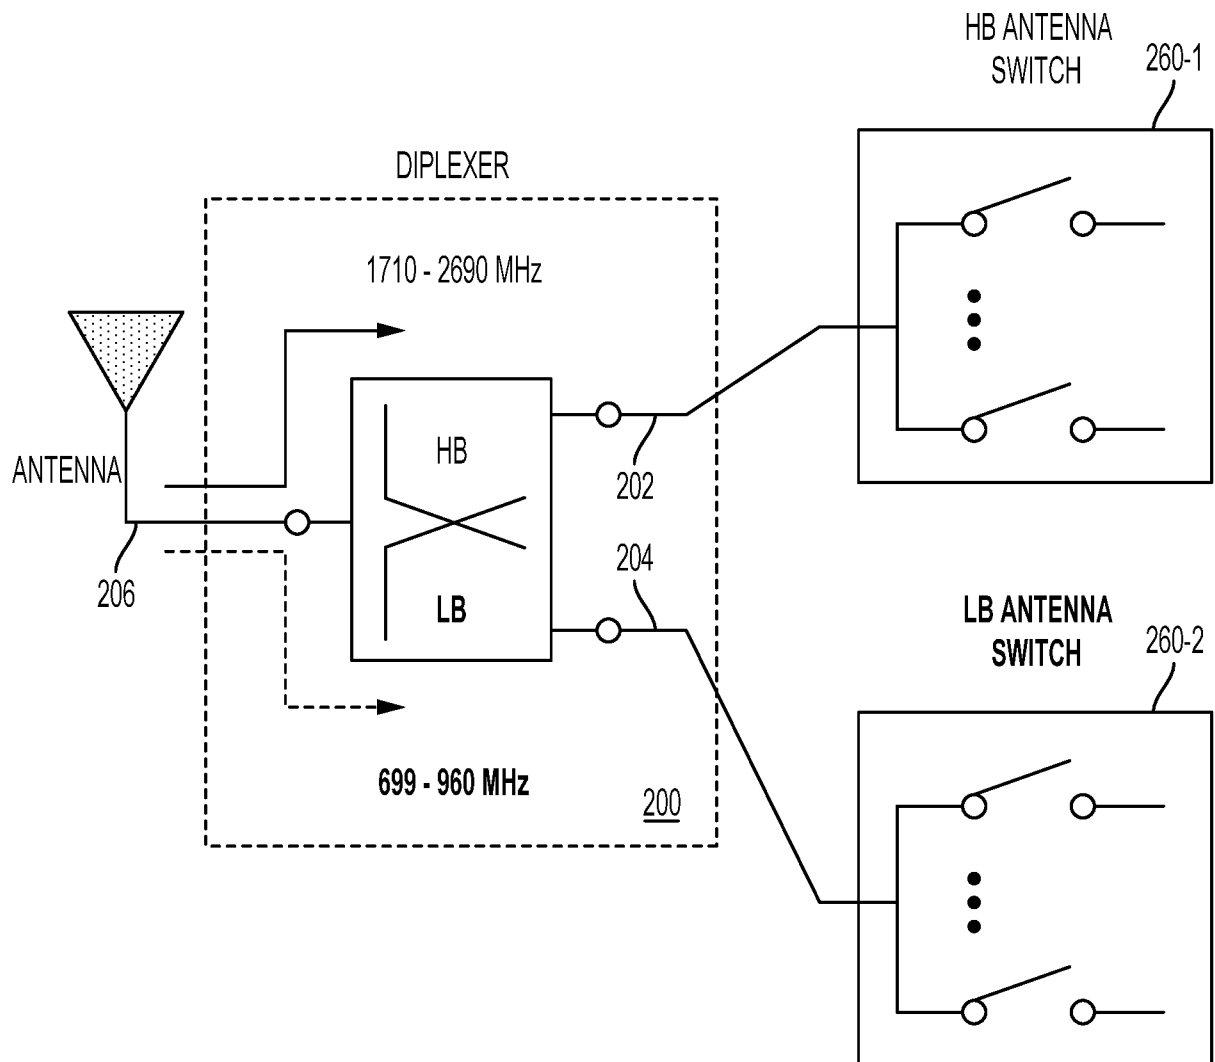 HB ANTENNA
SWITCH
260-1
DIPLEXER
1710 - 2690 MHz
HB
ANTENNA
202
206
204
LB
LB ANTENNA
SWITCH
260-2
699 - 960 MHz
200